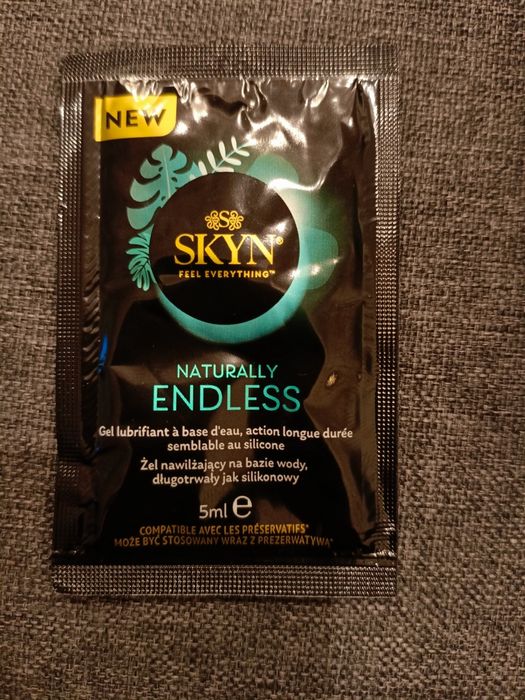 NEW
S
SKYN®
FEEL EVERYTHING™
NATURALLY
ENDLESS
Gel lubrifiant à base d'eau, action longue durée
semblable au silicone
Żel nawilżający na bazie wody,
długotrwały jak silikonowy
5ml e
COMPATIBLE AVEC LES PRÉSERVATIFS*
MOŻE BYĆ STOSOWANY WRAZ Z PREZERWATYWĄ*